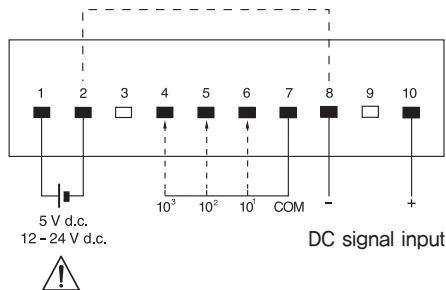 1 2 3 4 5 6 7 8 9 10
10³ 10² 10¹ COM - +
5 V d.c.
12 – 24 V d.c.
DC signal input
!